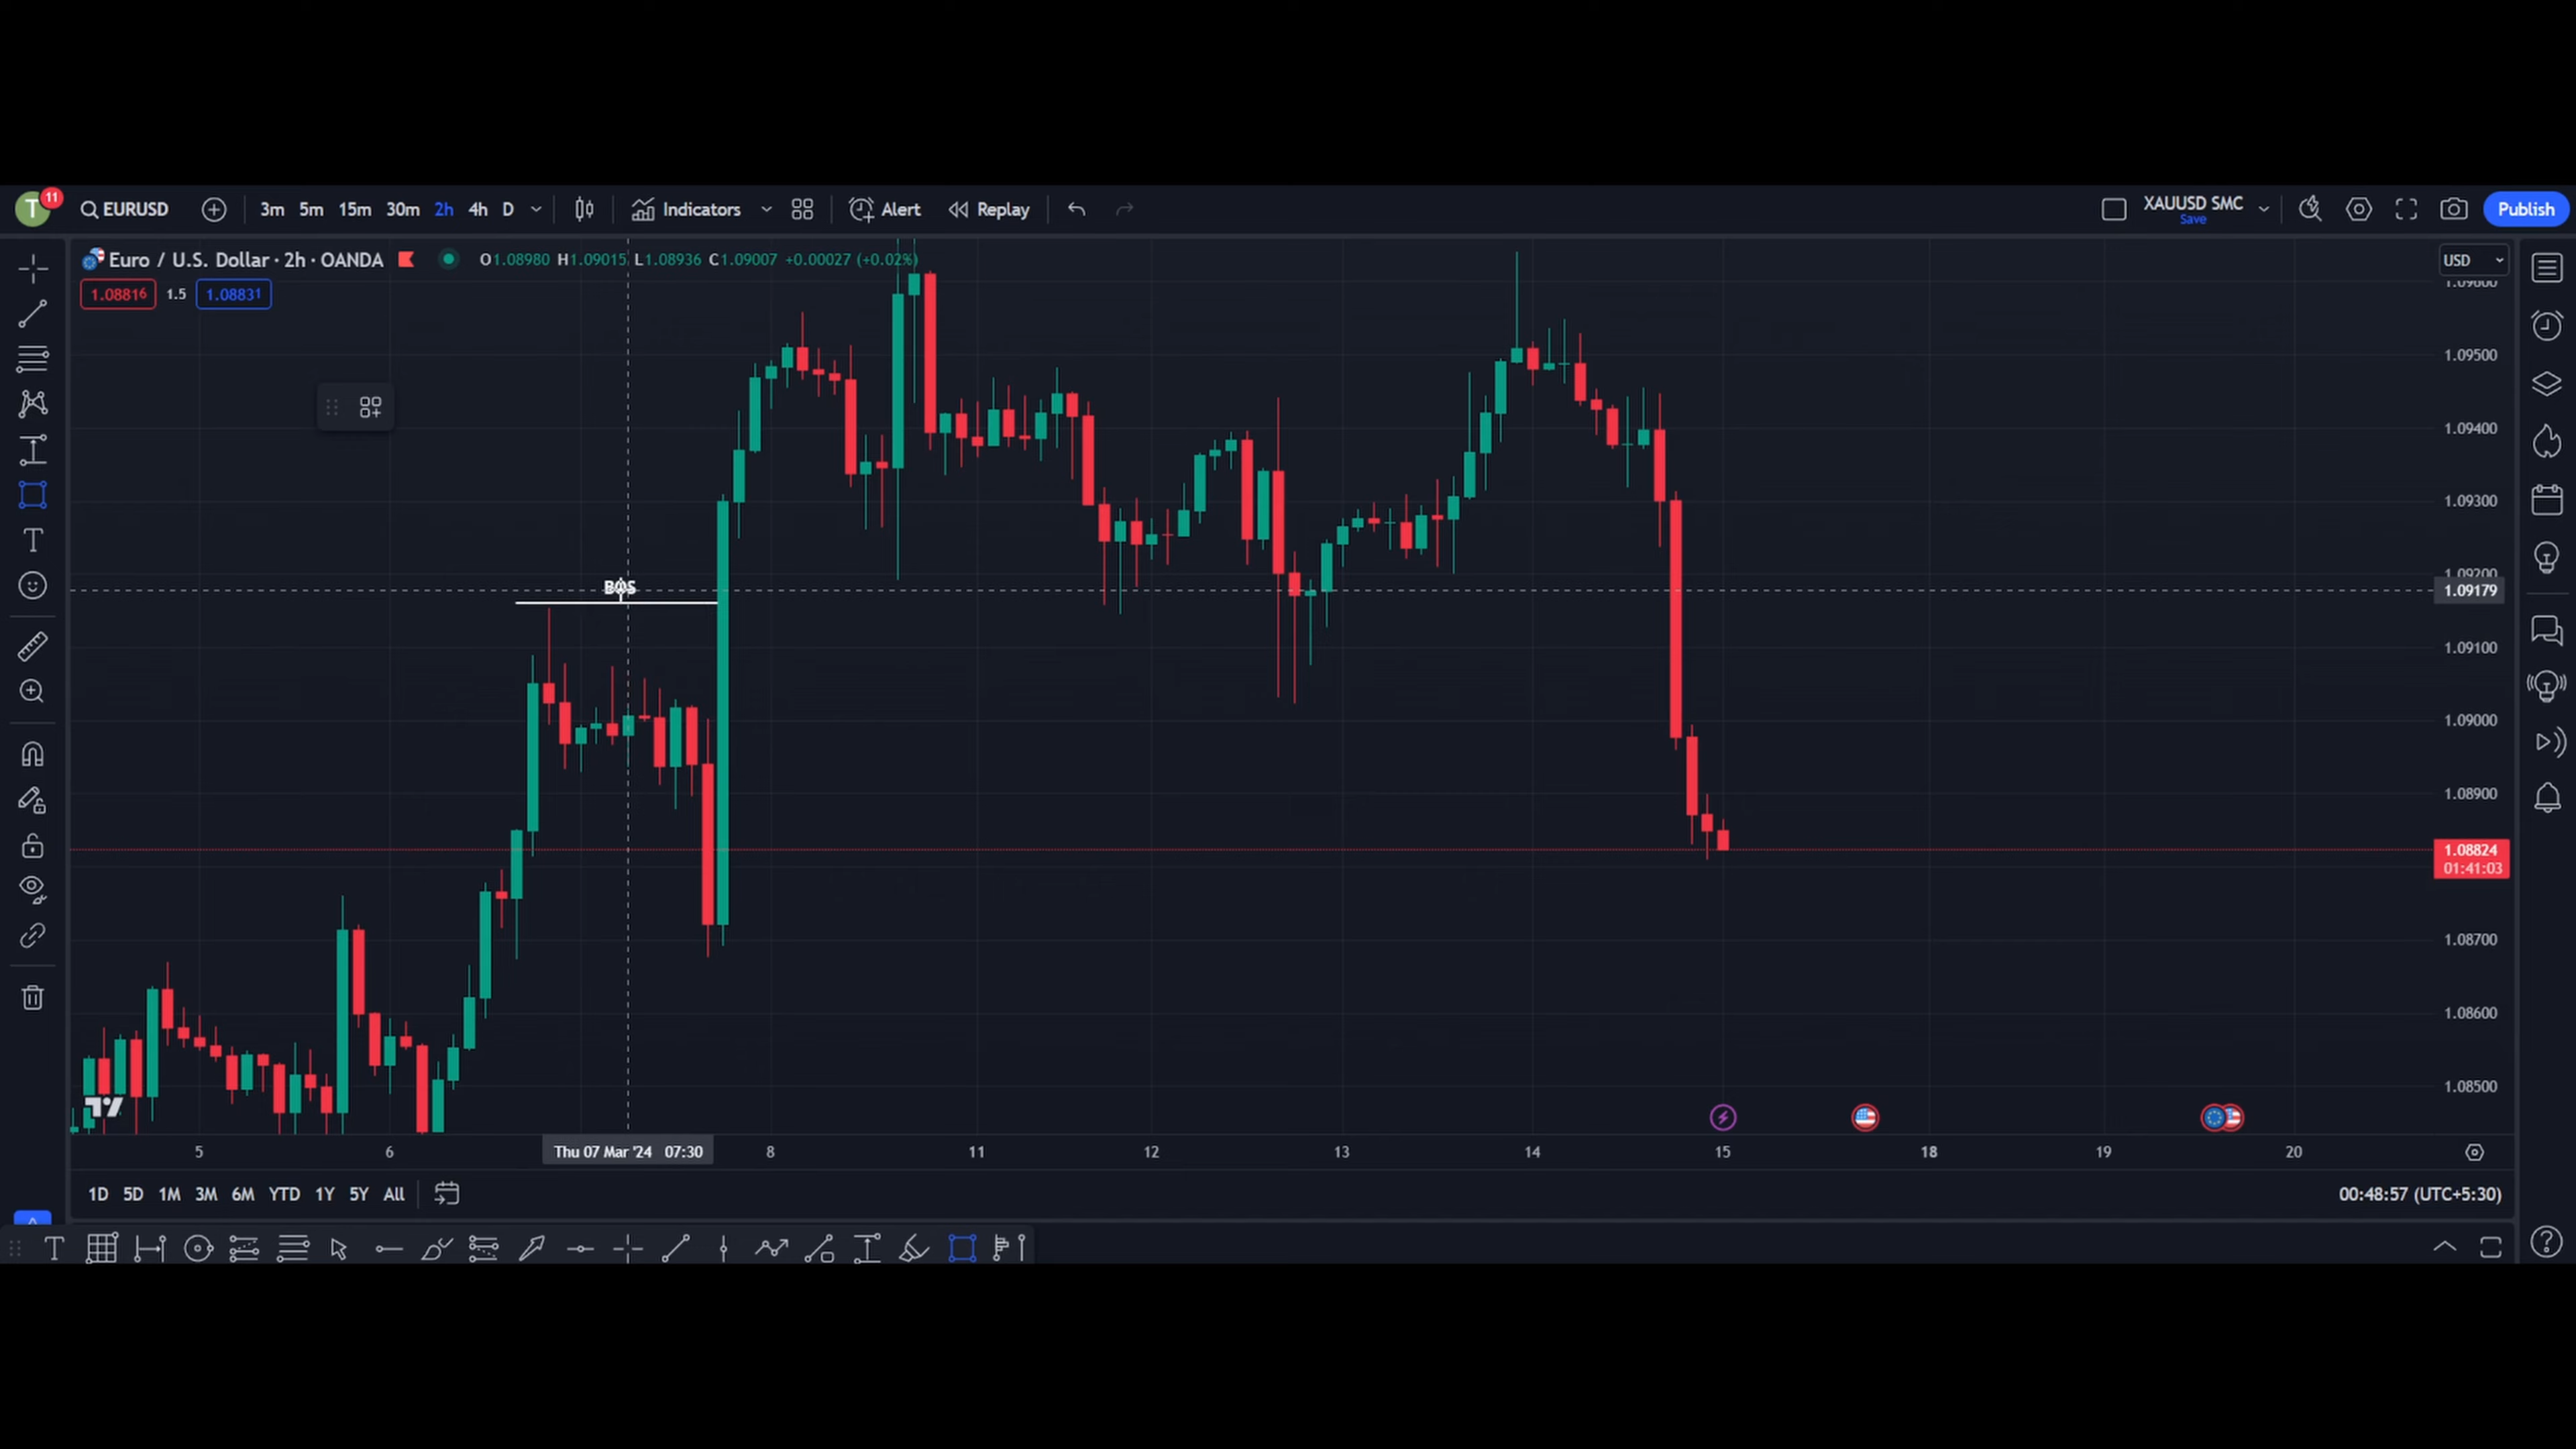 T 11 EURUSD 3m 5m 15m 30m 2h 4h D Indicators Alert Replay XAUUSD SMC Save Publish
Euro / U.S. Dollar · 2h · OANDA O1.08980 H1.09015 L1.08936 C1.09007 +0.00027 (+0.02%) USD
1.08816 1.5 1.08831
1.09600
1.09500
1.09400
1.09300
1.09200
BOS 1.09179
1.09100
1.09000
1.08900
1.08824
01:41:03
1.08700
1.08600
1.08500
5 6 Thu 07 Mar '24 07:30 8 11 12 13 14 15 18 19 20
1D 5D 1M 3M 6M YTD 1Y 5Y All 00:48:57 (UTC+5:30)